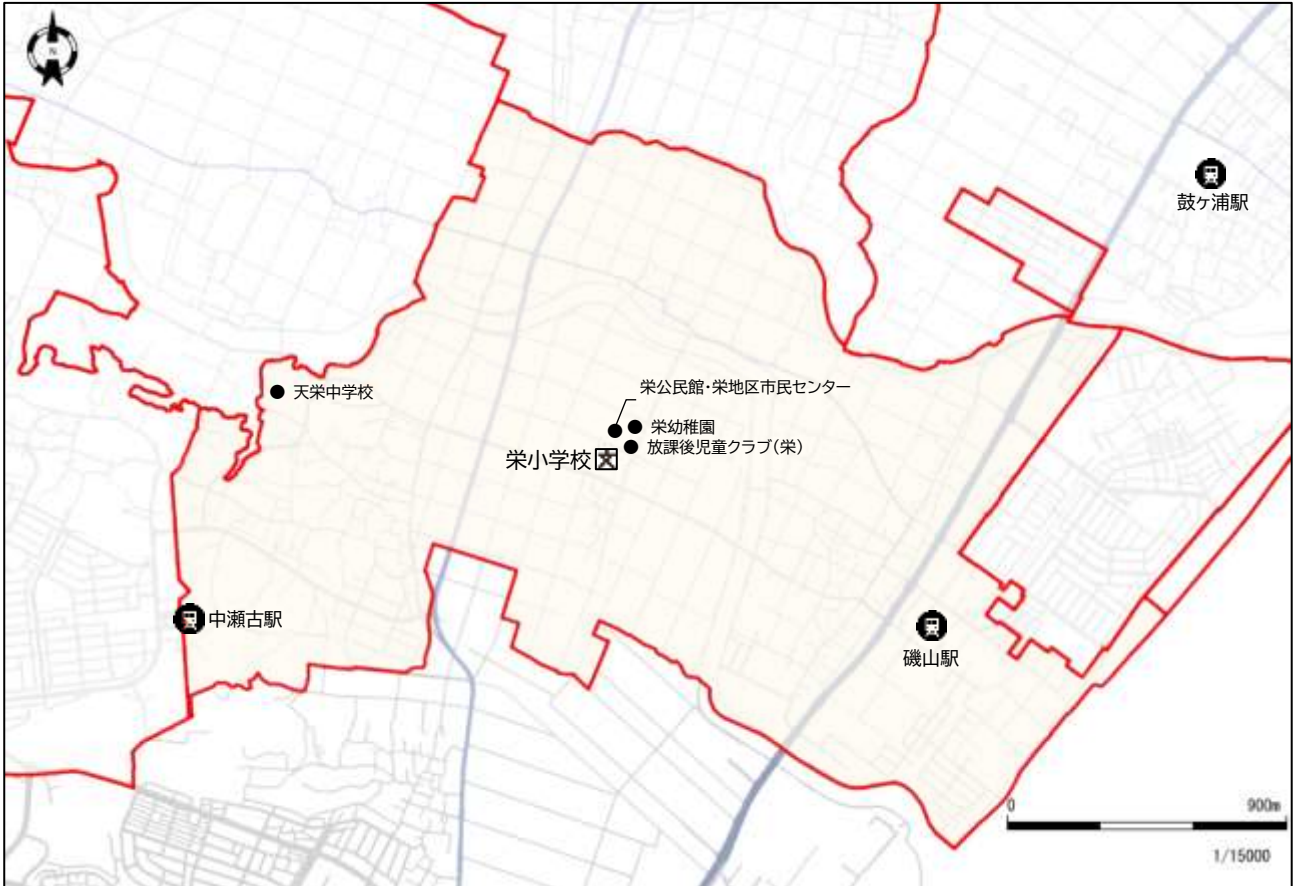 N
鼓ヶ浦駅
栄公民館・栄地区市民センター
天栄中学校
栄幼稚園
放課後児童クラブ(栄)
栄小学校
文
中瀬古駅
磯山駅
0
900m
1/15000